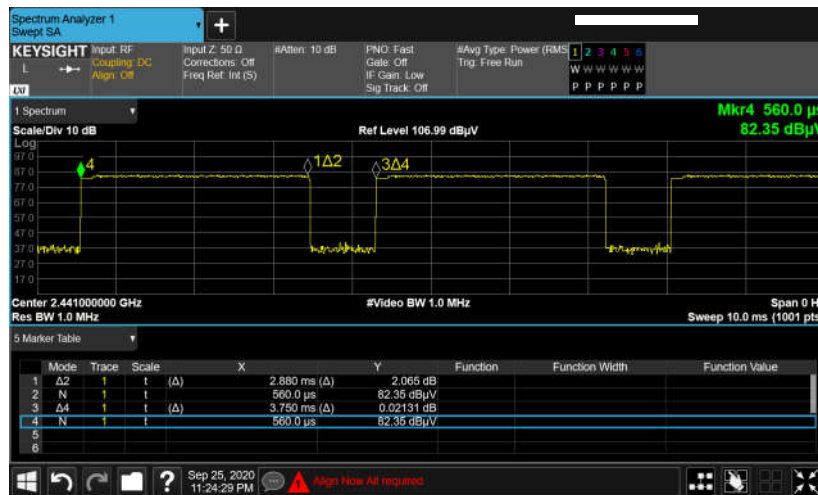 Spectrum Analyzer 1
Swept SA
+
KEYSIGHT Input: RF Input Z: 50 Ω #Atten: 10 dB PNO: Fast #Avg Type: Power (RMS 1 2 3 4 5 6
L Coupling: DC Corrections: Off Gate: Off Trig: Free Run W W W W W W
Align: Off Freq Ref: Int (S) IF Gain: Low P P P P P P
LXI Sig Track: Off
1 Spectrum Mkr4 560.0 µs
Scale/Div 10 dB Ref Level 106.99 dBµV 82.35 dBµV
Log
97.0
87.0 4 1Δ2 3Δ4
77.0
67.0
57.0
47.0
37.0
27.0
17.0
Center 2.441000000 GHz #Video BW 1.0 MHz Span 0 H
Res BW 1.0 MHz Sweep 10.0 ms (1001 pts
5 Marker Table
Mode Trace Scale X Y Function Function Width Function Value
1 Δ2 1 t (Δ) 2.880 ms (Δ) 2.065 dB
2 N 1 t 560.0 µs 82.35 dBµV
3 Δ4 1 t (Δ) 3.750 ms (Δ) 0.02131 dB
4 N 1 t 560.0 µs 82.35 dBµV
5
6
? Sep 25, 2020
11:24:29 PM Align Now All required